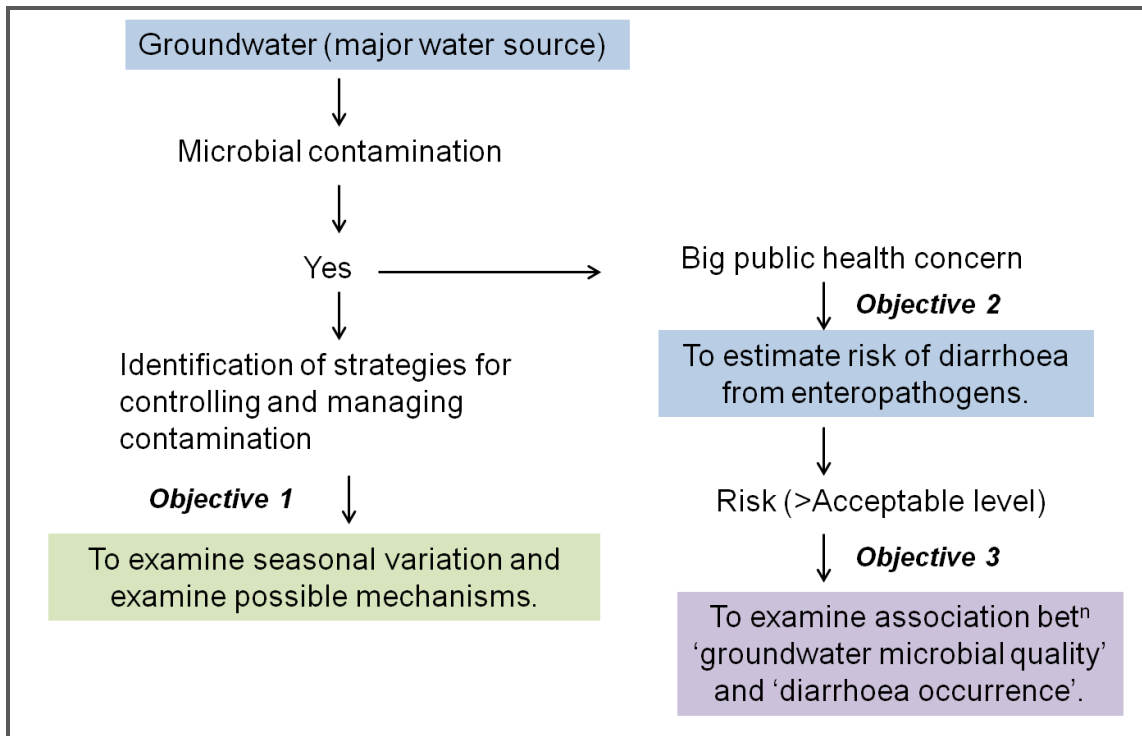 Groundwater (major water source)
Microbial contamination
Yes
Identification of strategies for
controlling and managing
contamination
Objective 1
To examine seasonal variation and
examine possible mechanisms.
Big public health concern
Objective 2
To estimate risk of diarrhoea
from enteropathogens.
Risk (>Acceptable level)
Objective 3
To examine association betⁿ
‘groundwater microbial quality’
and ‘diarrhoea occurrence’.